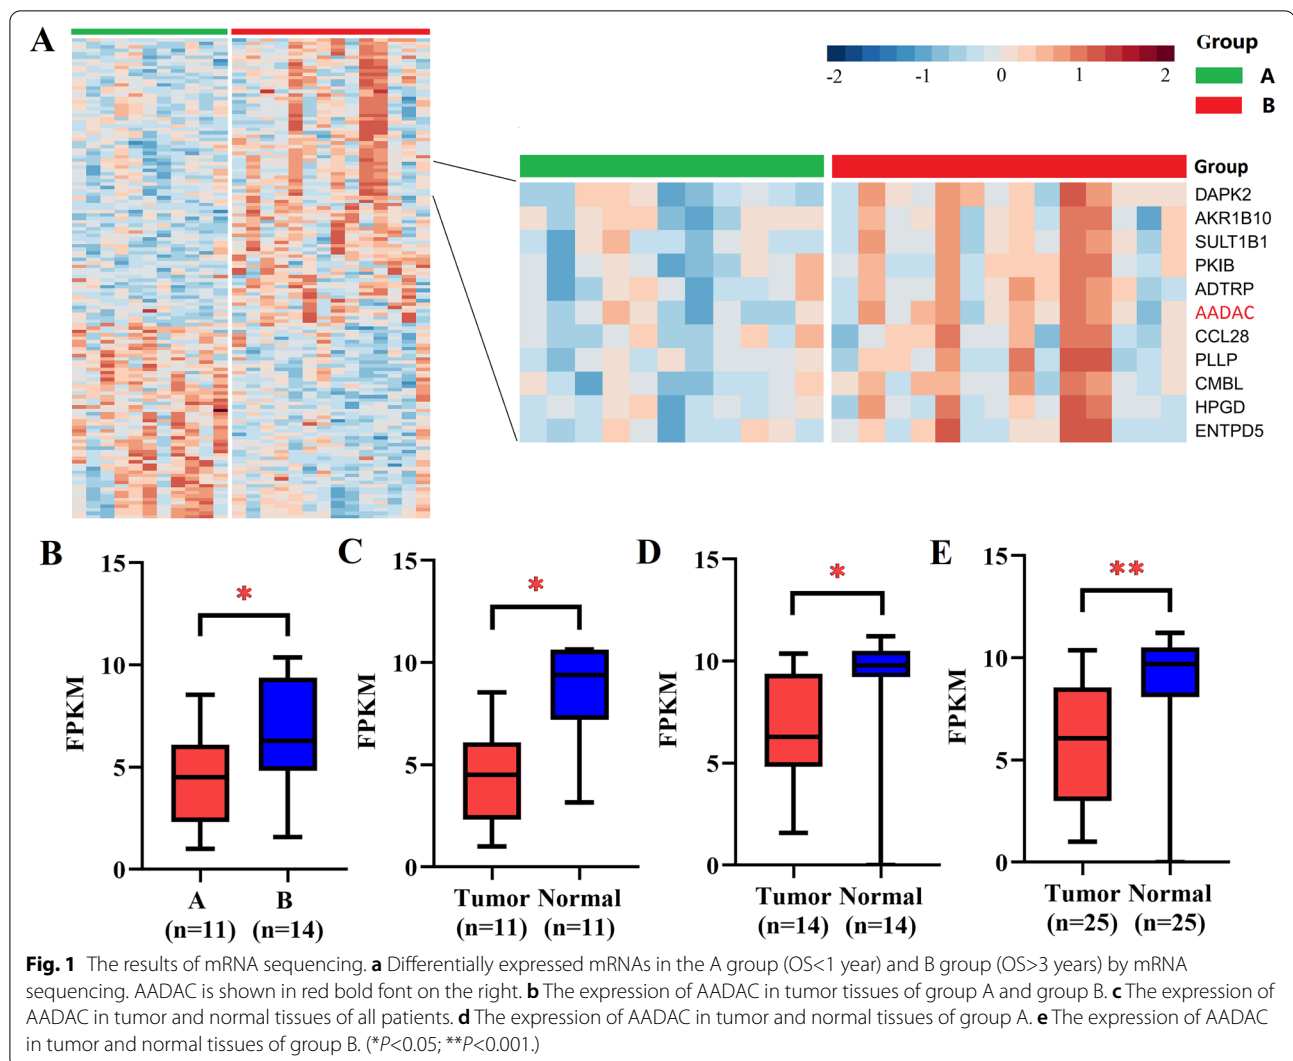 A
-2 -1 0 1 2
Group
A
B
Group
DAPK2
AKR1B10
SULT1B1
PKIB
ADTRP
AADAC
CCL28
PLLP
CMBL
HPGD
ENTPD5
B
15
10
5
0
FPKM
*
A B
(n=11) (n=14)
C
15
10
5
0
FPKM
*
Tumor Normal
(n=11) (n=11)
D
15
10
5
0
FPKM
*
Tumor Normal
(n=14) (n=14)
E
15
10
5
0
FPKM
**
Tumor Normal
(n=25) (n=25)
Fig. 1 The results of mRNA sequencing. a Differentially expressed mRNAs in the A group (OS<1 year) and B group (OS>3 years) by mRNA
sequencing. AADAC is shown in red bold font on the right. b The expression of AADAC in tumor tissues of group A and group B. c The expression of
AADAC in tumor and normal tissues of all patients. d The expression of AADAC in tumor and normal tissues of group A. e The expression of AADAC
in tumor and normal tissues of group B. (*P<0.05; **P<0.001.)